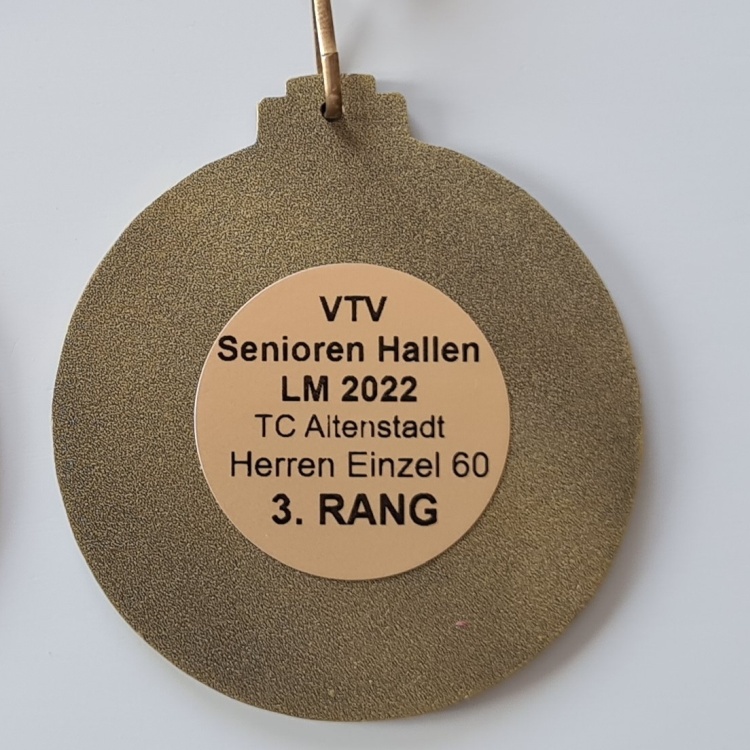 VTV
Senioren Hallen
LM 2022
TC Altenstadt
Herren Einzel 60
3. RANG